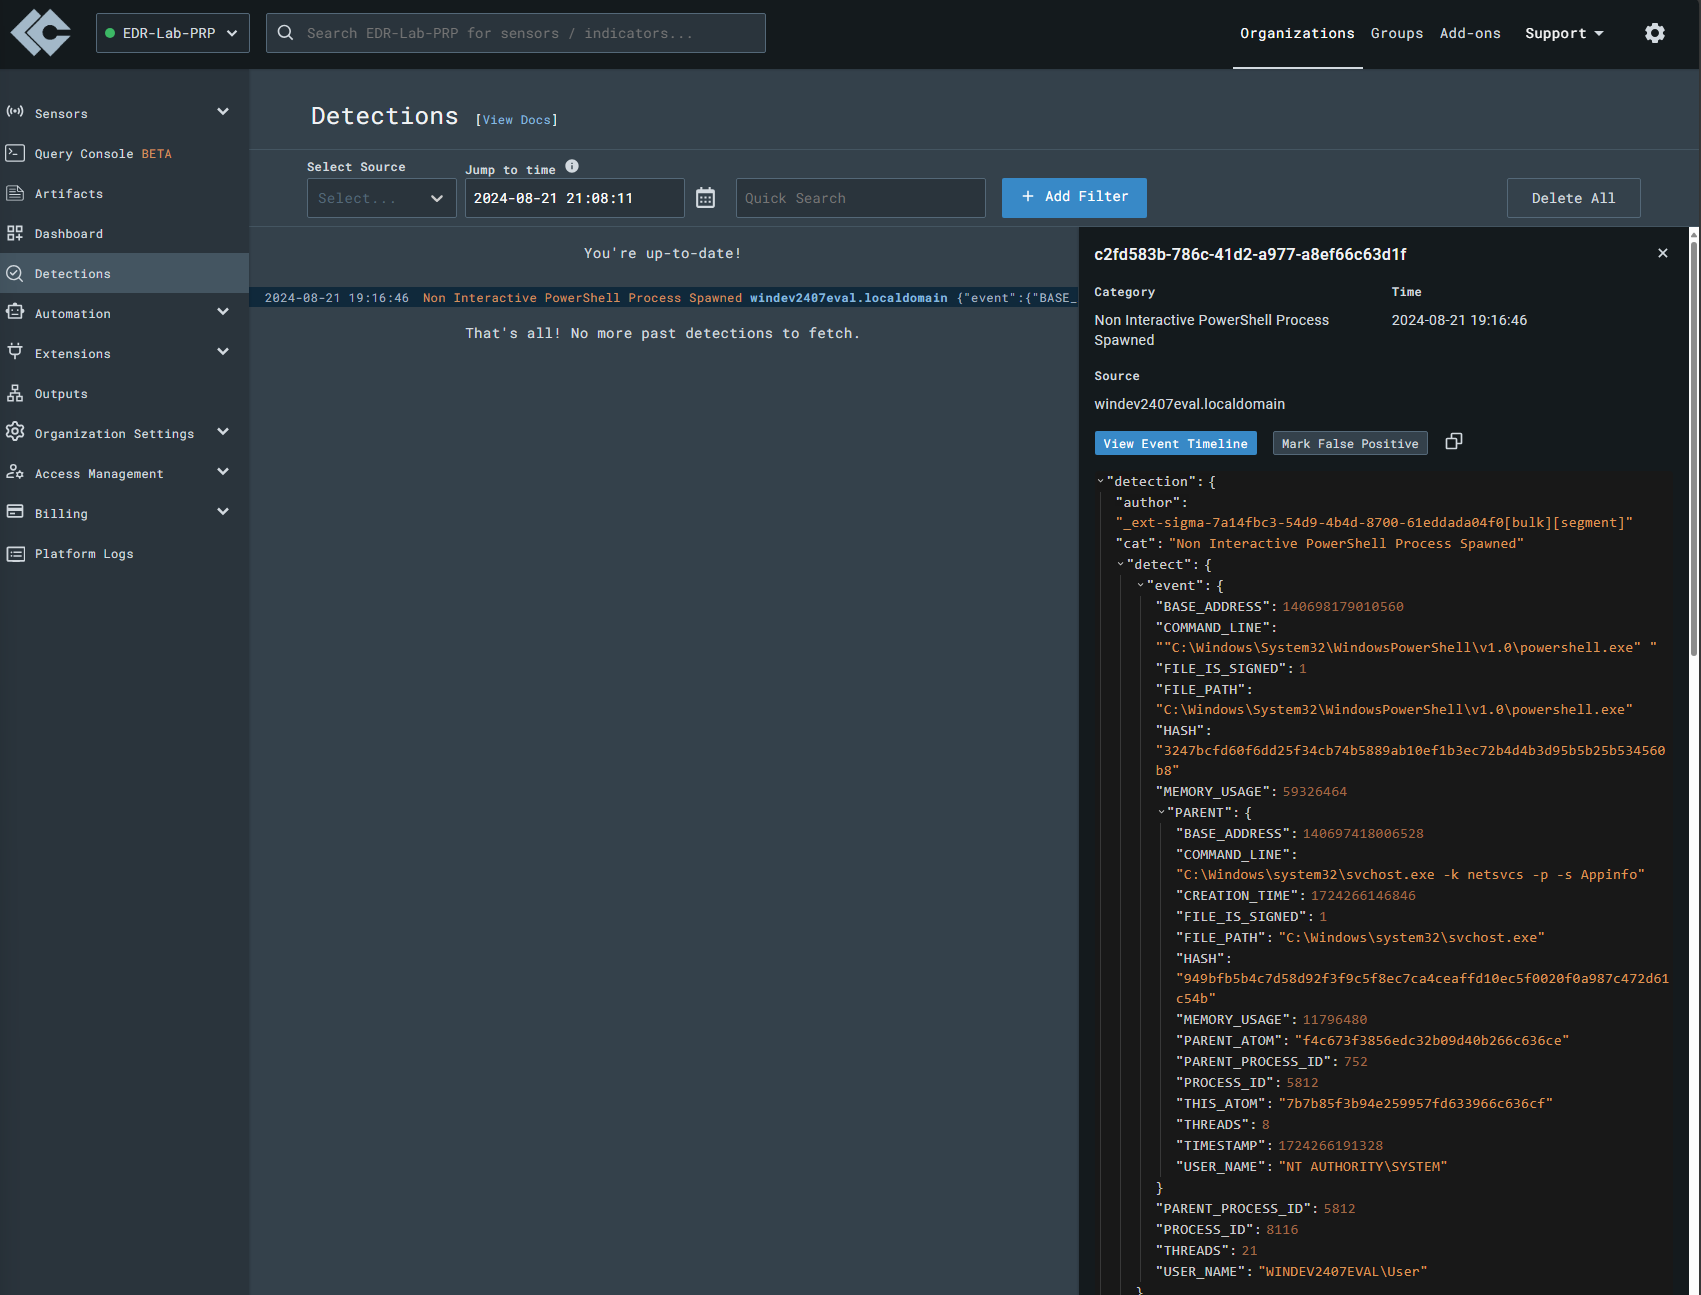 EDR-Lab-PRP
Search EDR-Lab-PRP for sensors / indicators...
Organizations
Groups
Add-ons
Support
Sensors
Query Console BETA
Artifacts
Dashboard
Detections
Automation
Extensions
Outputs
Organization Settings
Access Management
Billing
Platform Logs
Detections [View Docs]
Select Source
Select...
Jump to time
2024-08-21 21:08:11
Quick Search
+ Add Filter
Delete All
You're up-to-date!
2024-08-21 19:16:46 Non Interactive PowerShell Process Spawned windev2407eval.localdomain {"event":{"BASE_
That's all! No more past detections to fetch.
c2fd583b-786c-41d2-a977-a8ef66c63d1f
Category
Non Interactive PowerShell Process
Spawned
Time
2024-08-21 19:16:46
Source
windev2407eval.localdomain
View Event Timeline
Mark False Positive
"detection": {
"author":
"_ext-sigma-7a14fbc3-54d9-4b4d-8700-61eddada04f0[bulk][segment]"
"cat": "Non Interactive PowerShell Process Spawned"
"detect": {
"event": {
"BASE_ADDRESS": 140698179010560
"COMMAND_LINE":
""C:\Windows\System32\WindowsPowerShell\v1.0\powershell.exe" "
"FILE_IS_SIGNED": 1
"FILE_PATH":
"C:\Windows\System32\WindowsPowerShell\v1.0\powershell.exe"
"HASH":
"3247bcfd60f6dd25f34cb74b5889ab10ef1b3ec72b4d4b3d95b5b25b534560
b8"
"MEMORY_USAGE": 59326464
"PARENT": {
"BASE_ADDRESS": 140697418006528
"COMMAND_LINE":
"C:\Windows\system32\svchost.exe -k netsvcs -p -s Appinfo"
"CREATION_TIME": 1724266146846
"FILE_IS_SIGNED": 1
"FILE_PATH": "C:\Windows\system32\svchost.exe"
"HASH":
"949bfb5b4c7d58d92f3f9c5f8ec7ca4ceaffd10ec5f0020f0a987c472d61
c54b"
"MEMORY_USAGE": 11796480
"PARENT_ATOM": "f4c673f3856edc32b09d40b266c636ce"
"PARENT_PROCESS_ID": 752
"PROCESS_ID": 5812
"THIS_ATOM": "7b7b85f3b94e259957fd633966c636cf"
"THREADS": 8
"TIMESTAMP": 1724266191328
"USER_NAME": "NT AUTHORITY\SYSTEM"
}
"PARENT_PROCESS_ID": 5812
"PROCESS_ID": 8116
"THREADS": 21
"USER_NAME": "WINDEV2407EVAL\User"
}